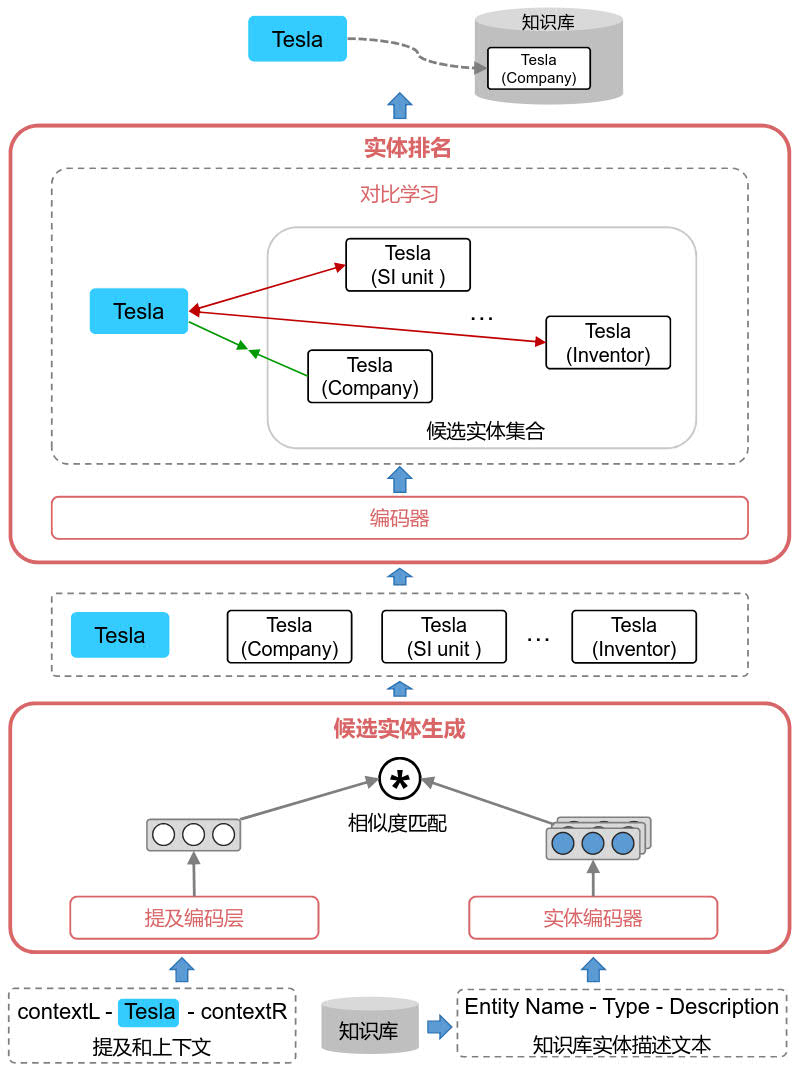 Tesla
知识库
Tesla
(Company)
实体排名
对比学习
Tesla
(SI unit )
...
Tesla
Tesla
(Inventor)
Tesla
(Company)
候选实体集合
编码器
Tesla
Tesla
(Company)
Tesla
(SI unit )
...
Tesla
(Inventor)
候选实体生成
*
相似度匹配
提及编码层
实体编码器
contextL - Tesla - contextR
提及和上下文
知识库
Entity Name - Type - Description
知识库实体描述文本